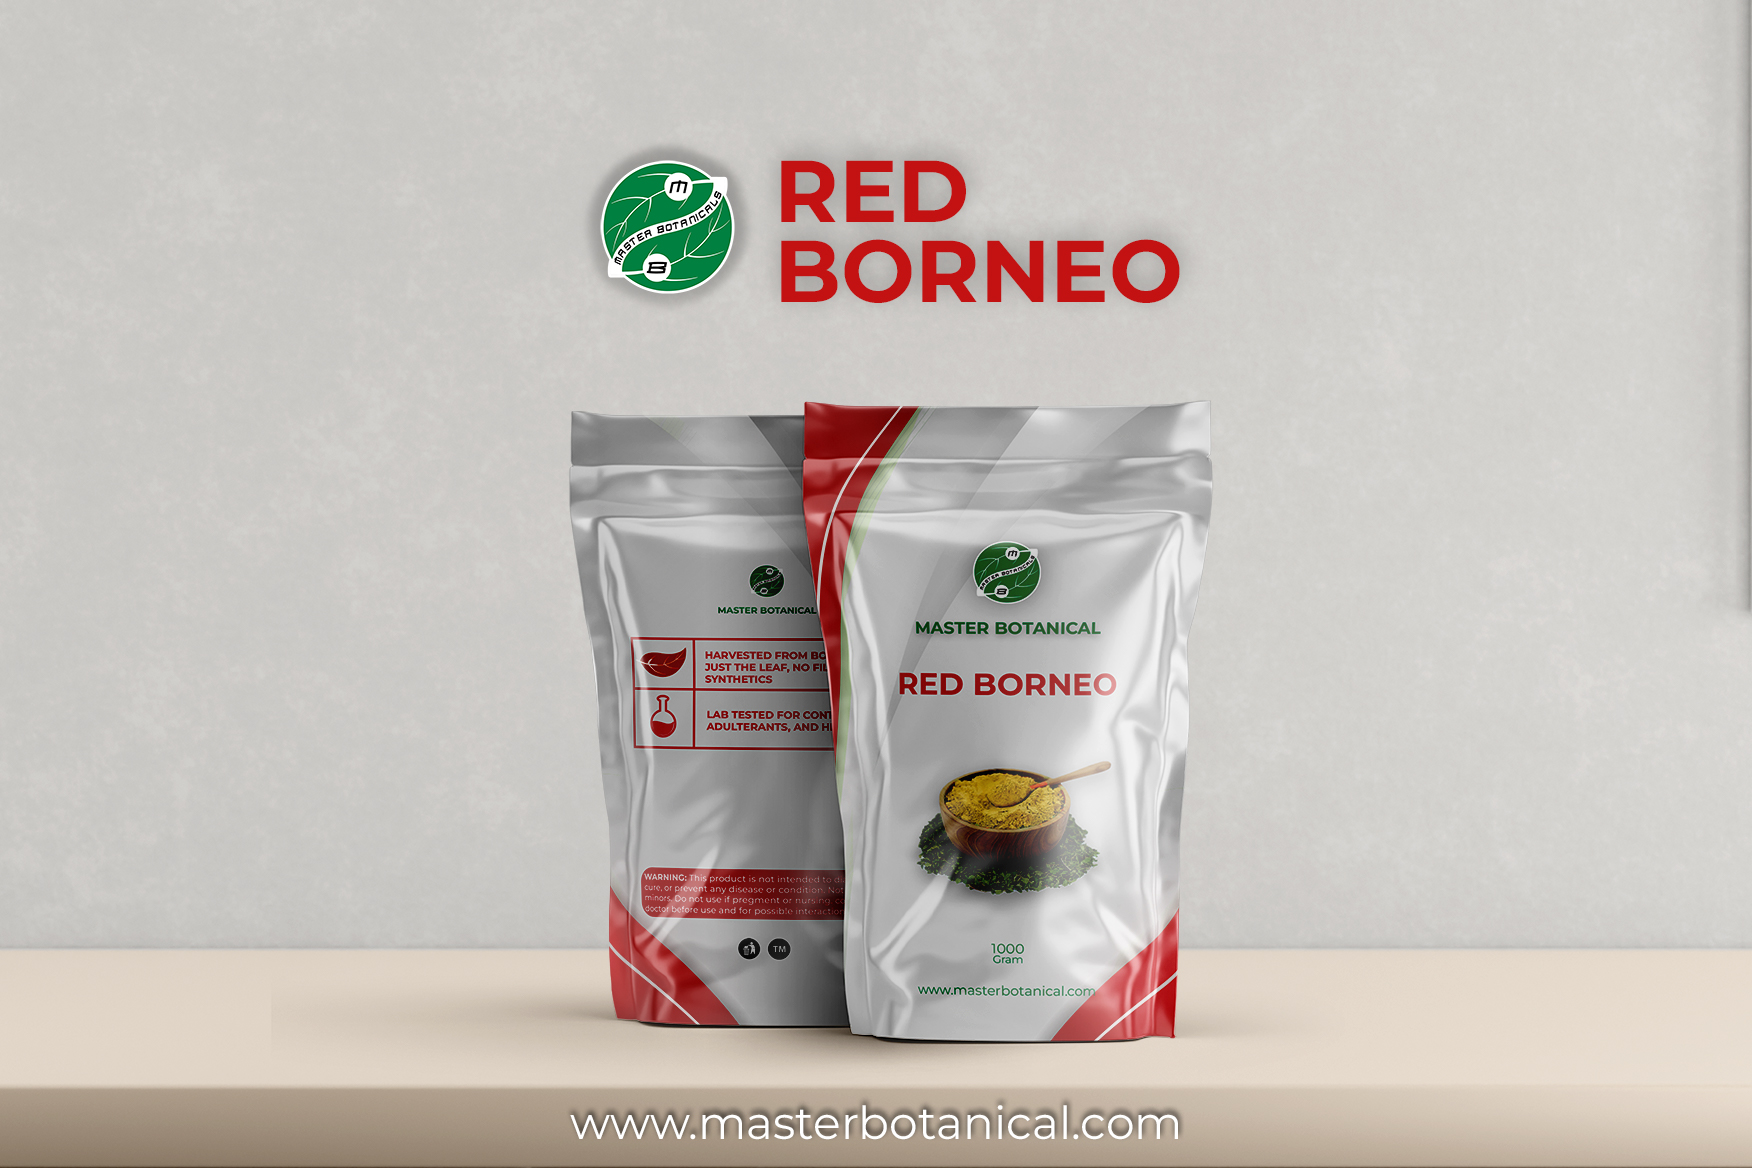 M
MASTER BOTANICALS
B
RED
BORNEO
MASTER BOTANICAL
HARVESTED FROM
JUST THE LEAF, NO
SYNTHETICS
LAB TESTED FOR
ADULTERANTS, AND
WARNING: This product is not intended to
cure, or prevent any disease or condition. Not
minors. Do not use if pregment or nursing.
doctor before use and for possible
TM
M
MASTER BOTANICALS
B
MASTER BOTANICAL
RED BORNEO
1000
Gram
www.masterbotanical.com
www.masterbotanical.com